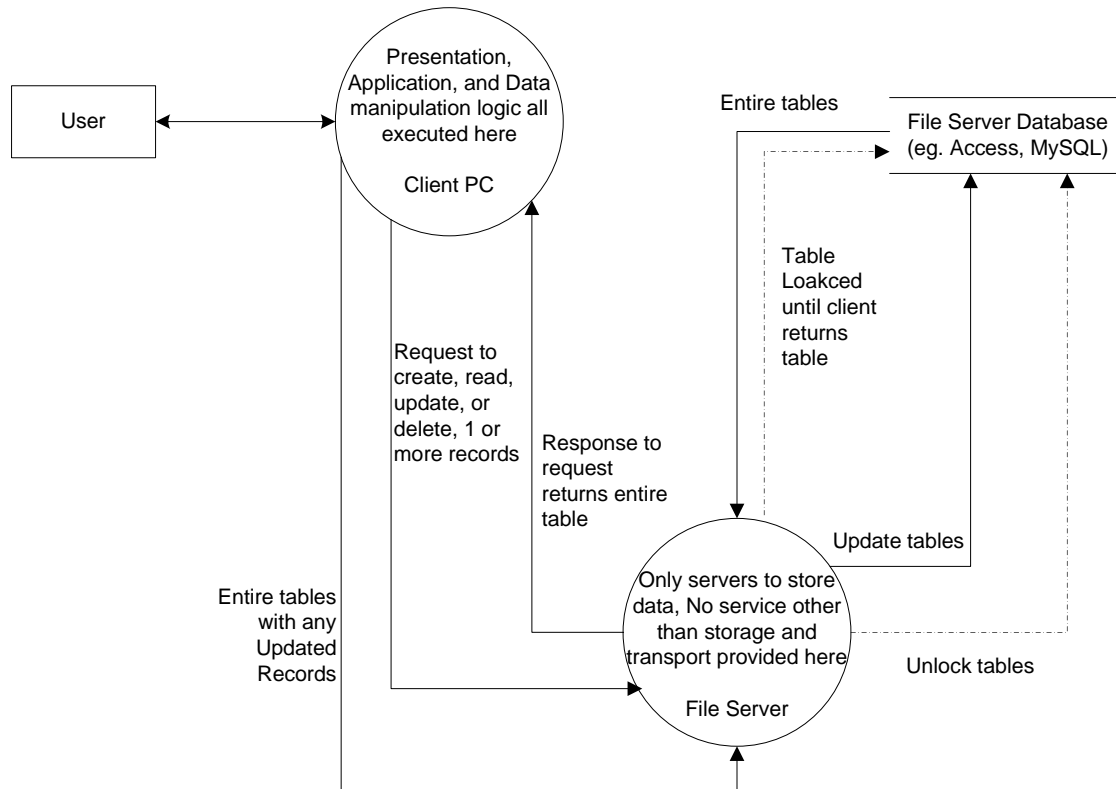 Presentation,
Application, and Data
manipulation logic all
executed here
Client PC
User
Entire tables
File Server Database
(eg. Access, MySQL)
Table
Loakced
until client
returns
table
Request to
create, read,
update, or
delete, 1 or
more records
Response to
request
returns entire
table
Update tables
Only servers to store
data, No service other
than storage and
transport provided here
File Server
Entire tables
with any
Updated
Records
Unlock tables